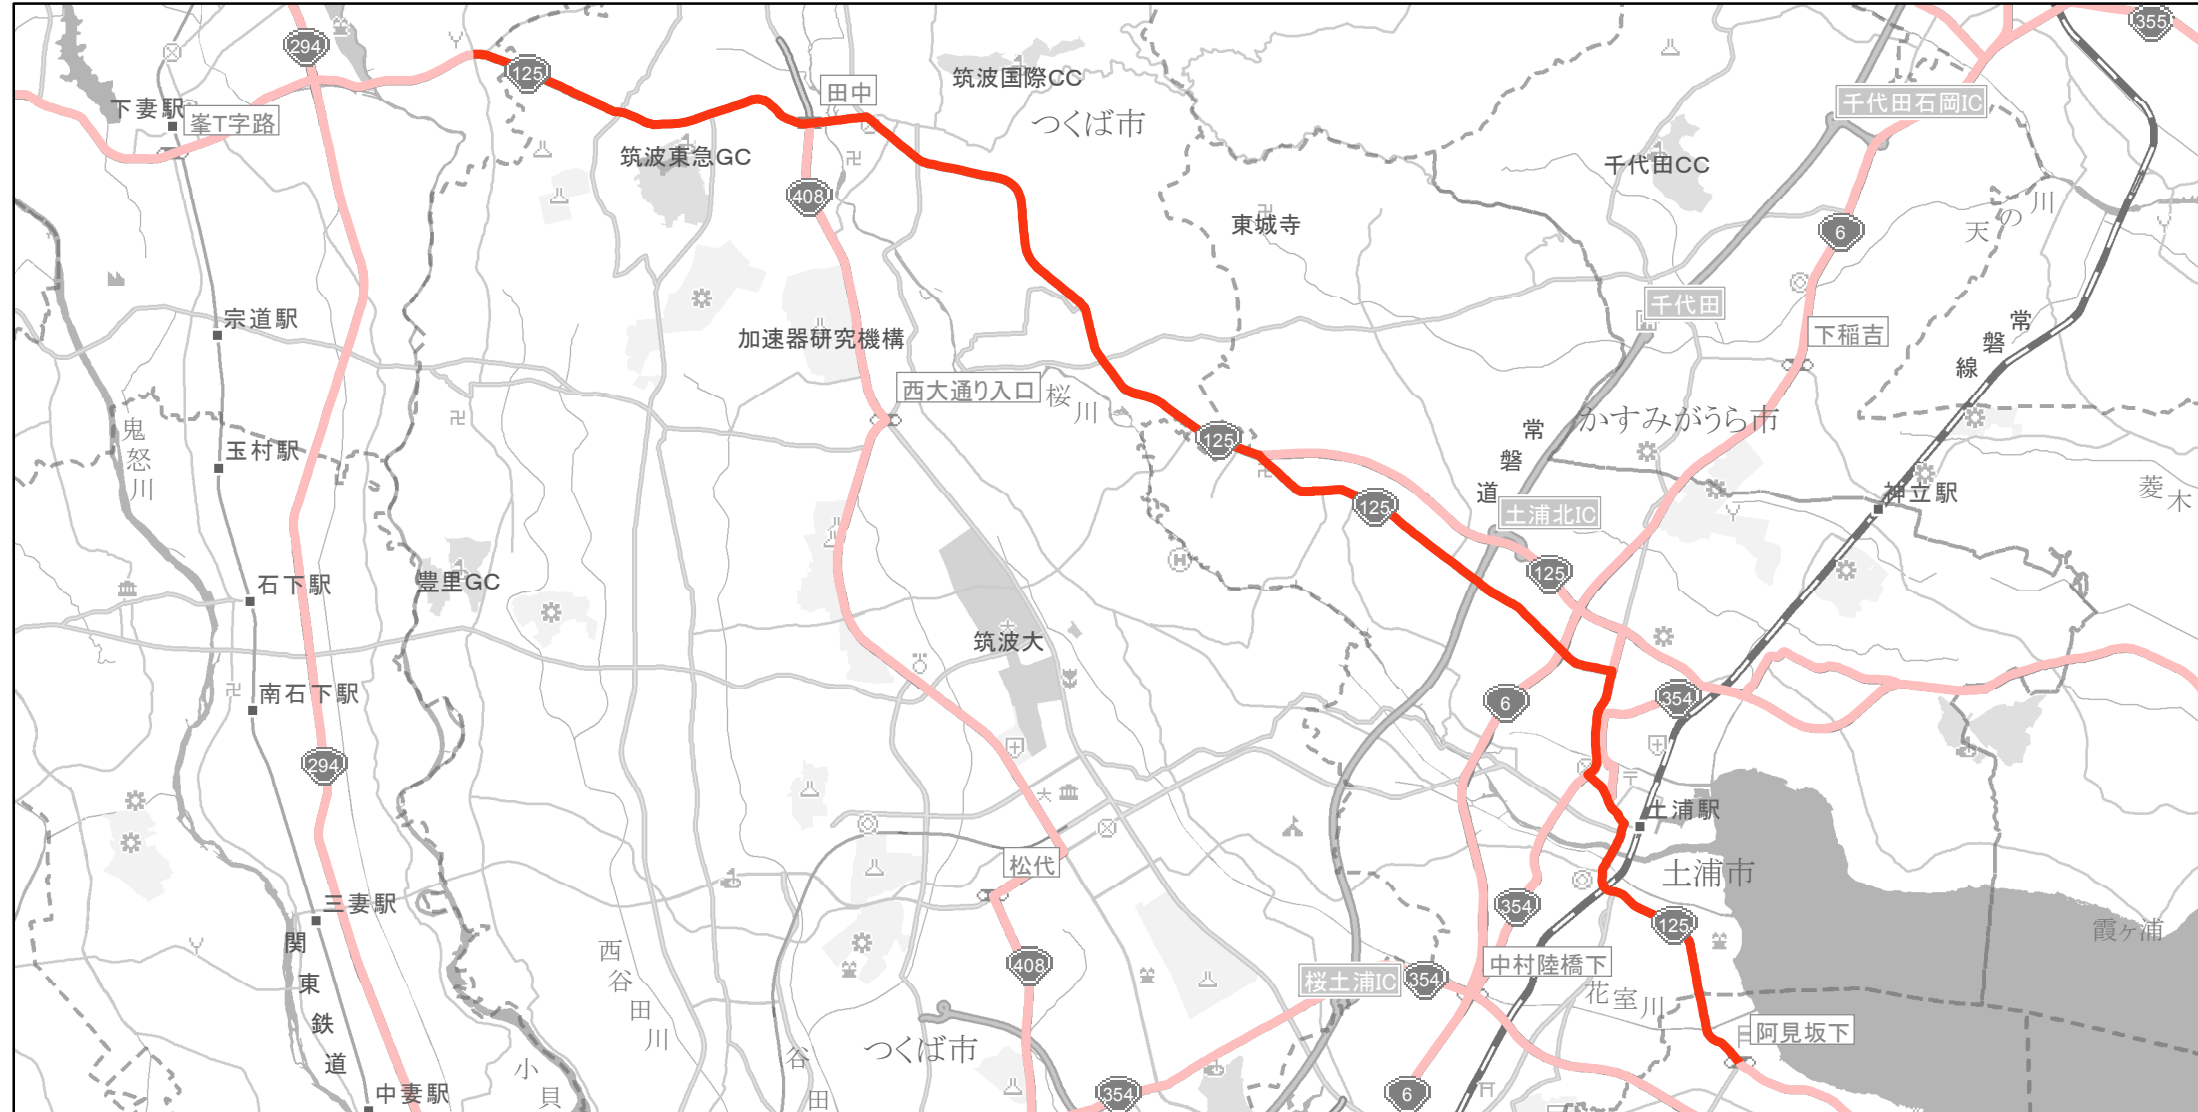 355
294
125
下妻駅
峯T字路
田中
筑波国際CC
つくば市
千代田石岡IC
筑波東急GC
千代田CC
408
東城寺
6
天の川
千代田
宗道駅
加速器研究機構
下稲吉
常磐線
西大通り入口
桜川
鬼怒川
125
常磐道
かすみがうら市
玉村駅
神立駅
菱木
125
土浦北IC
石下駅
豊里GC
125
筑波大
南石下駅
6
354
294
土浦駅
松代
土浦市
三妻駅
354
125
霞ヶ浦
関東鉄道
西谷田川
408
桜土浦IC
354
中村陸橋下
花室川
つくば市
阿見坂下
小貝
谷田
中妻駅
354
6